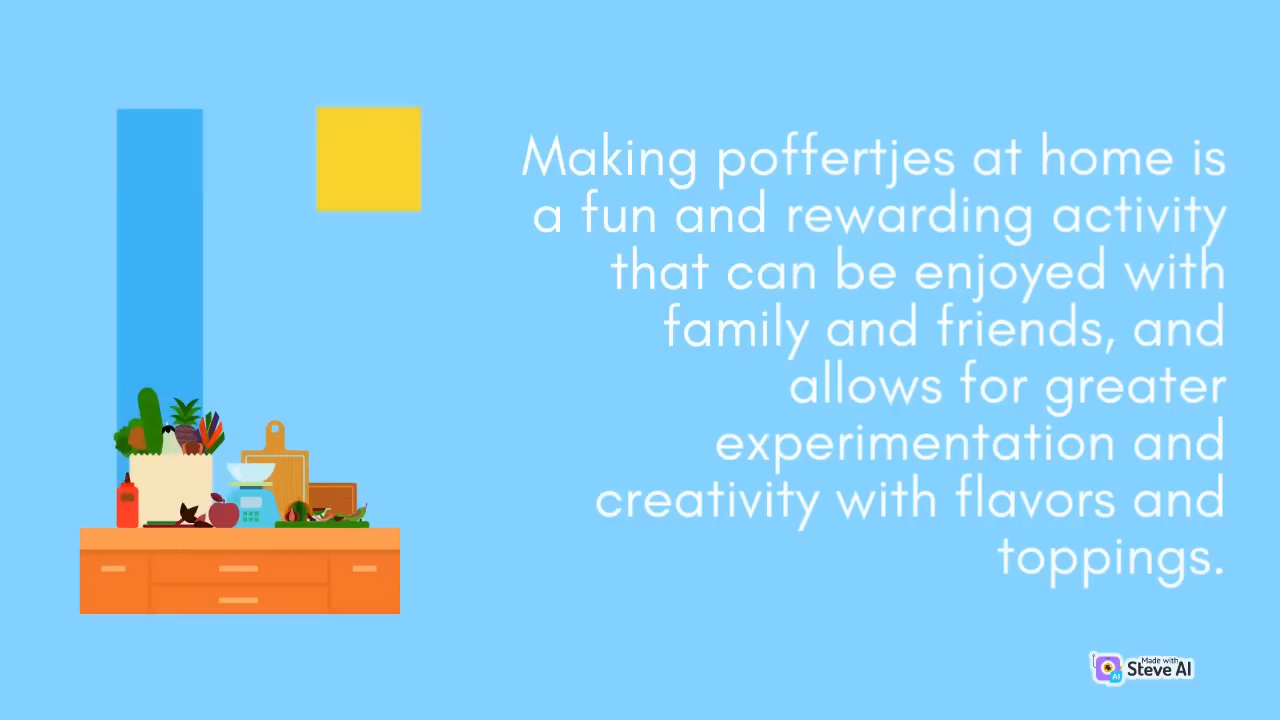 Making poffertjes at home is
a fun and rewarding activity
that can be enjoyed with
family and friends, and
allows for greater
experimentation and
creativity with flavors and
toppings.
Made with
Steve AI
AI